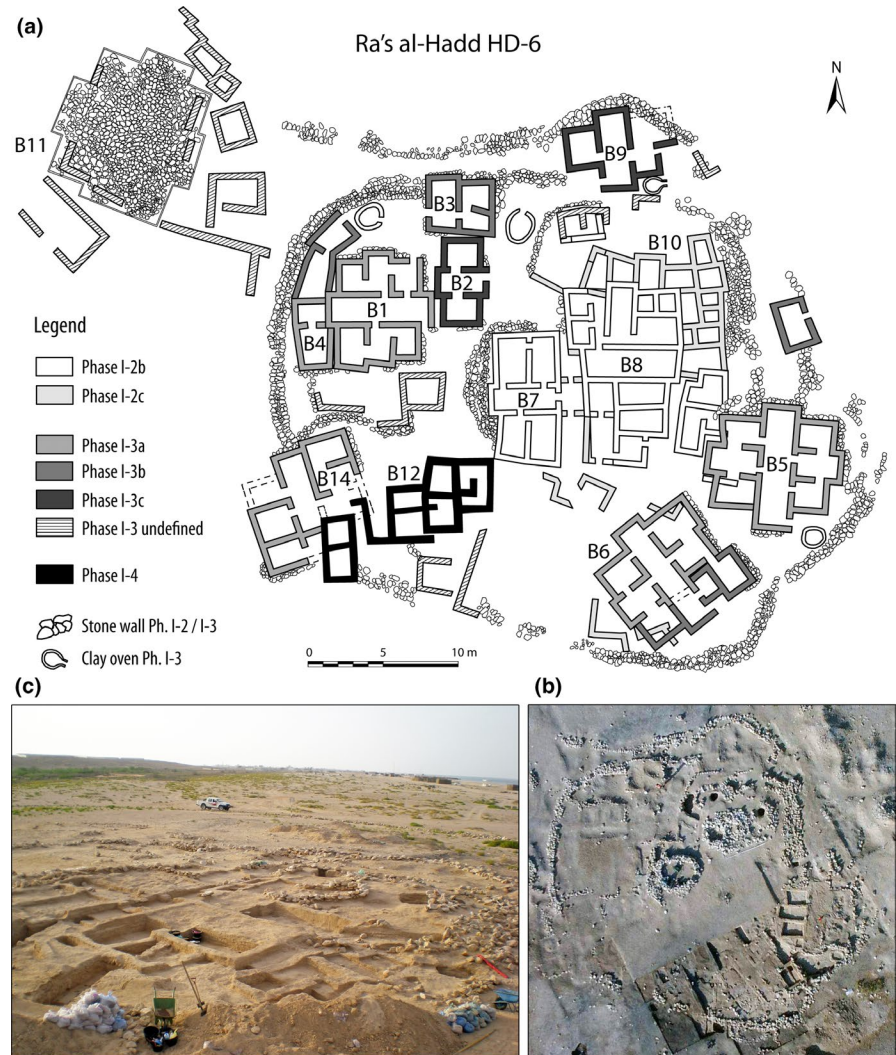 (a)
Ra's al-Hadd HD-6
N
B11
B9
B3
B10
B2
B1
B4
B8
B7
B5
B14
B12
B6
Legend
Phase I-2b
Phase I-2c
Phase I-3a
Phase I-3b
Phase I-3c
Phase I-3 undefined
Phase I-4
Stone wall Ph. I-2 / I-3
Clay oven Ph. I-3
0 5 10 m
(c)
(b)